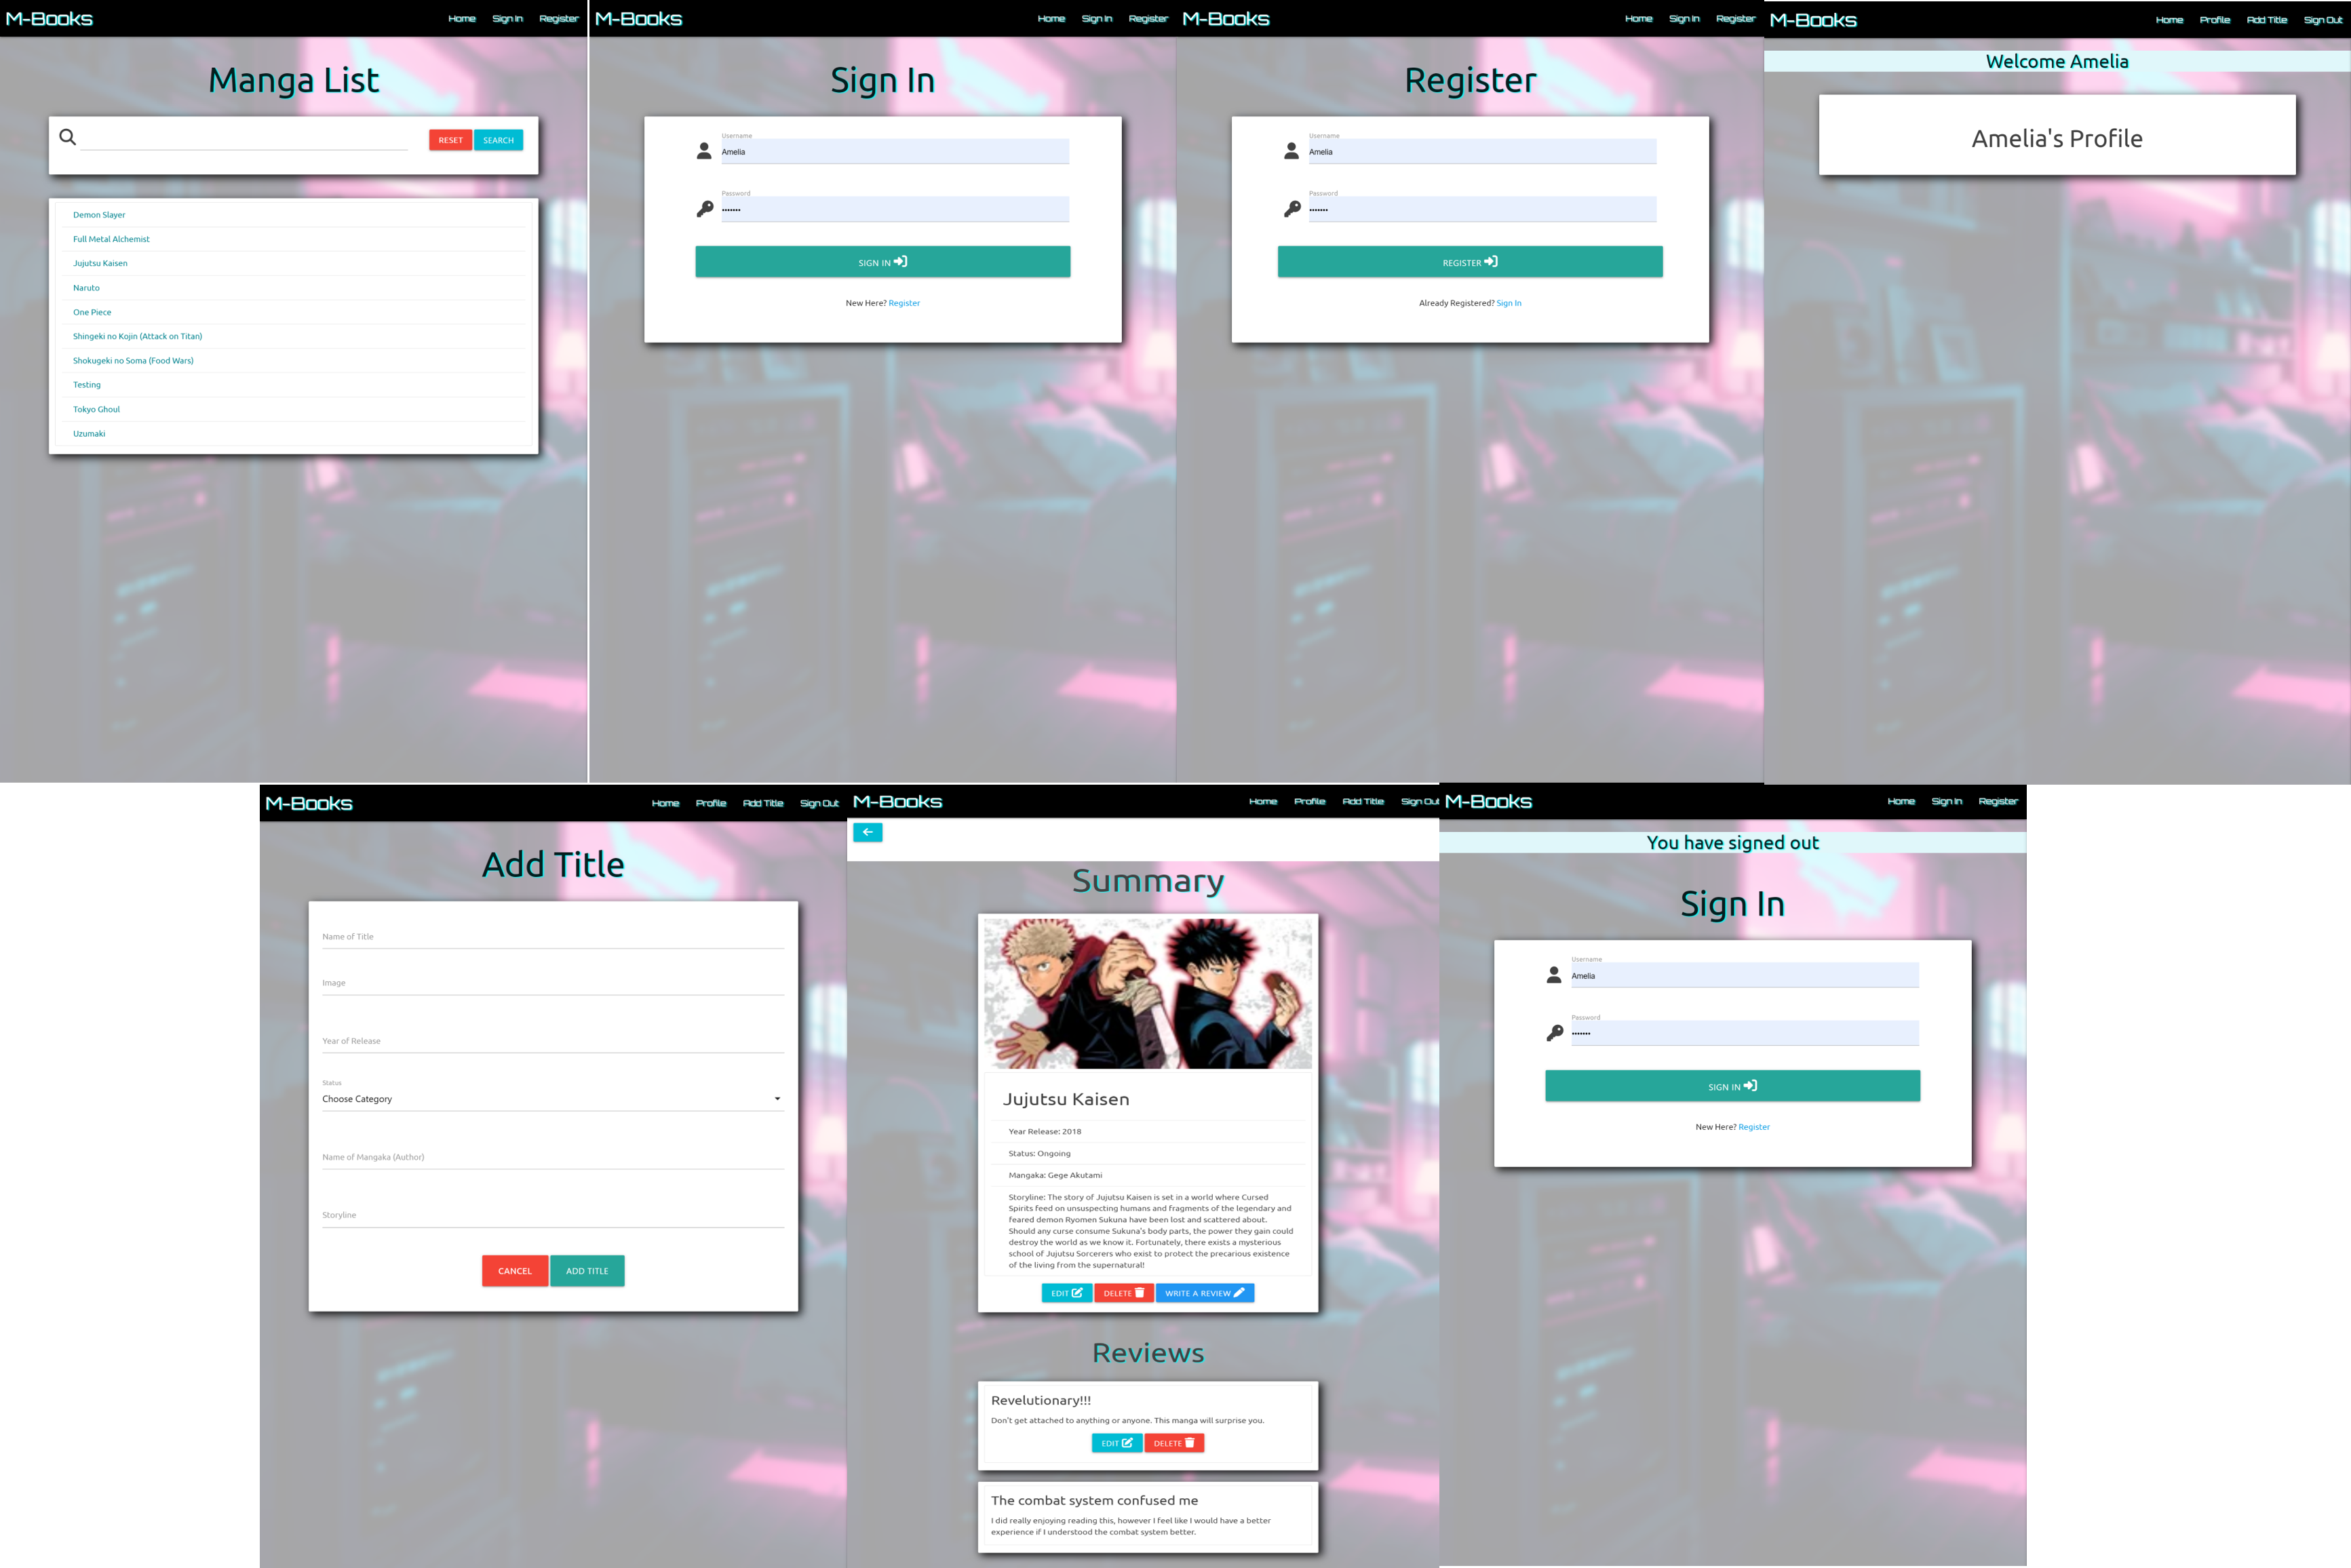 M-Books
Home Sign In Register
Manga List
RESET SEARCH
Demon Slayer
Full Metal Alchemist
Jujutsu Kaisen
Naruto
One Piece
Shingeki no Kojin (Attack on Titan)
Shokugeki no Soma (Food Wars)
Testing
Tokyo Ghoul
Uzumaki
M-Books
Home Sign In Register
Sign In
Username
Amelia
Password
SIGN IN
New Here? Register
M-Books
Home Sign In Register
Register
Username
Amelia
Password
REGISTER
Already Registered? Sign In
M-Books
Home Profile Add Title Sign Out
Welcome Amelia
Amelia's Profile
M-Books
Home Profile Add Title Sign Out
Add Title
Name of Title
Image
Year of Release
Status
Choose Category
Name of Mangaka (Author)
Storyline
CANCEL ADD TITLE
M-Books
Home Profile Add Title Sign Out
Summary
Jujutsu Kaisen
Year Release: 2018
Status: Ongoing
Mangaka: Gege Akutami
Storyline: The story of Jujutsu Kaisen is set in a world where Cursed
Spirits feed on unsuspecting humans and fragments of the legendary and
feared demon Ryomen Sukuna have been lost and scattered about.
Should any curse consume Sukuna's body parts, the power they gain could
destroy the world as we know it. Fortunately, there exists a mysterious
school of Jujutsu Sorcerers who exist to protect the precarious existence
of the living from the supernatural!
EDIT DELETE WRITE A REVIEW
Reviews
Revelutionary!!!
Don't get attached to anything or anyone. This manga will surprise you.
EDIT DELETE
The combat system confused me
I did really enjoying reading this, however I feel like I would have a better
experience if I understood the combat system better.
M-Books
Home Sign In Register
You have signed out
Sign In
Username
Amelia
Password
SIGN IN
New Here? Register